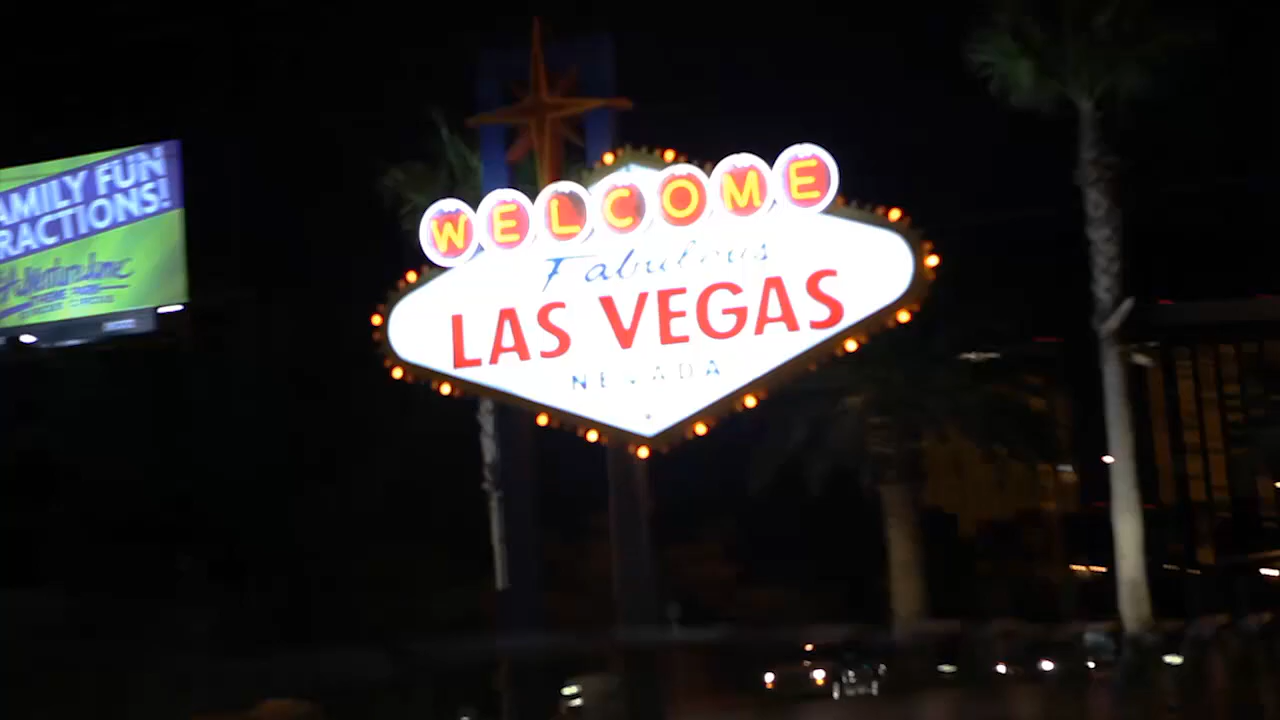 AMILY FUN
RACTIONS!
WELCOME
Fabulous
LAS VEGAS
NEVADA